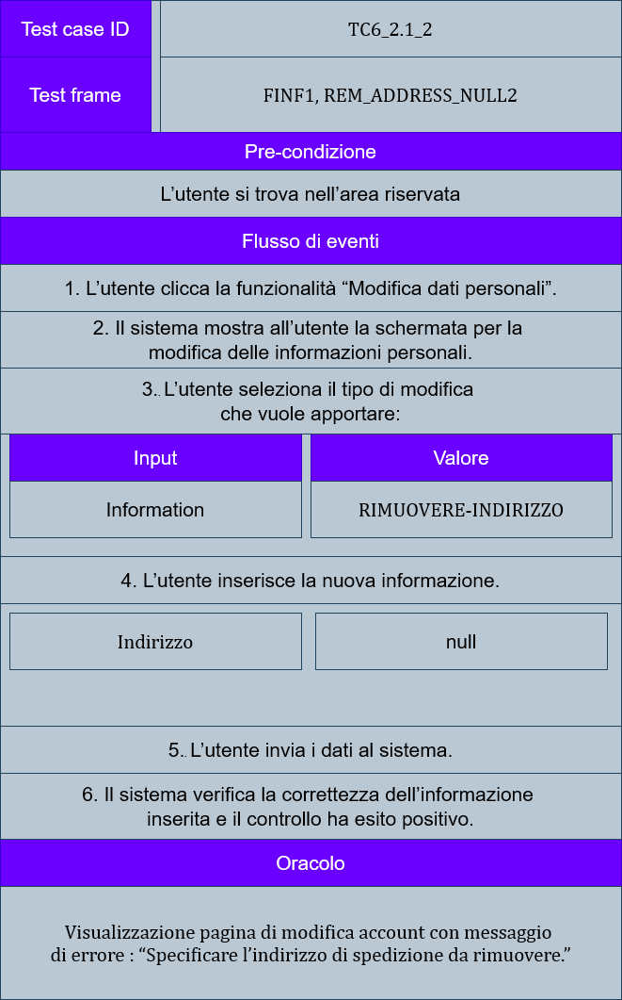 Test case ID
TC6_2.1_2
Test frame
FINF1, REM_ADDRESS_NULL2
Pre-condizione
L’utente si trova nell’area riservata
Flusso di eventi
1. L’utente clicca la funzionalità “Modifica dati personali”.
2. Il sistema mostra all’utente la schermata per la
modifica delle informazioni personali.
3.. L’utente seleziona il tipo di modifica
che vuole apportare:
Input
Valore
Information
RIMUOVERE-INDIRIZZO
4. L’utente inserisce la nuova informazione.
Indirizzo
null
5.. L’utente invia i dati al sistema.
6. Il sistema verifica la correttezza dell’informazione
inserita e il controllo ha esito positivo.
Oracolo
Visualizzazione pagina di modifica account con messaggio
di errore : “Specificare l’indirizzo di spedizione da rimuovere.”